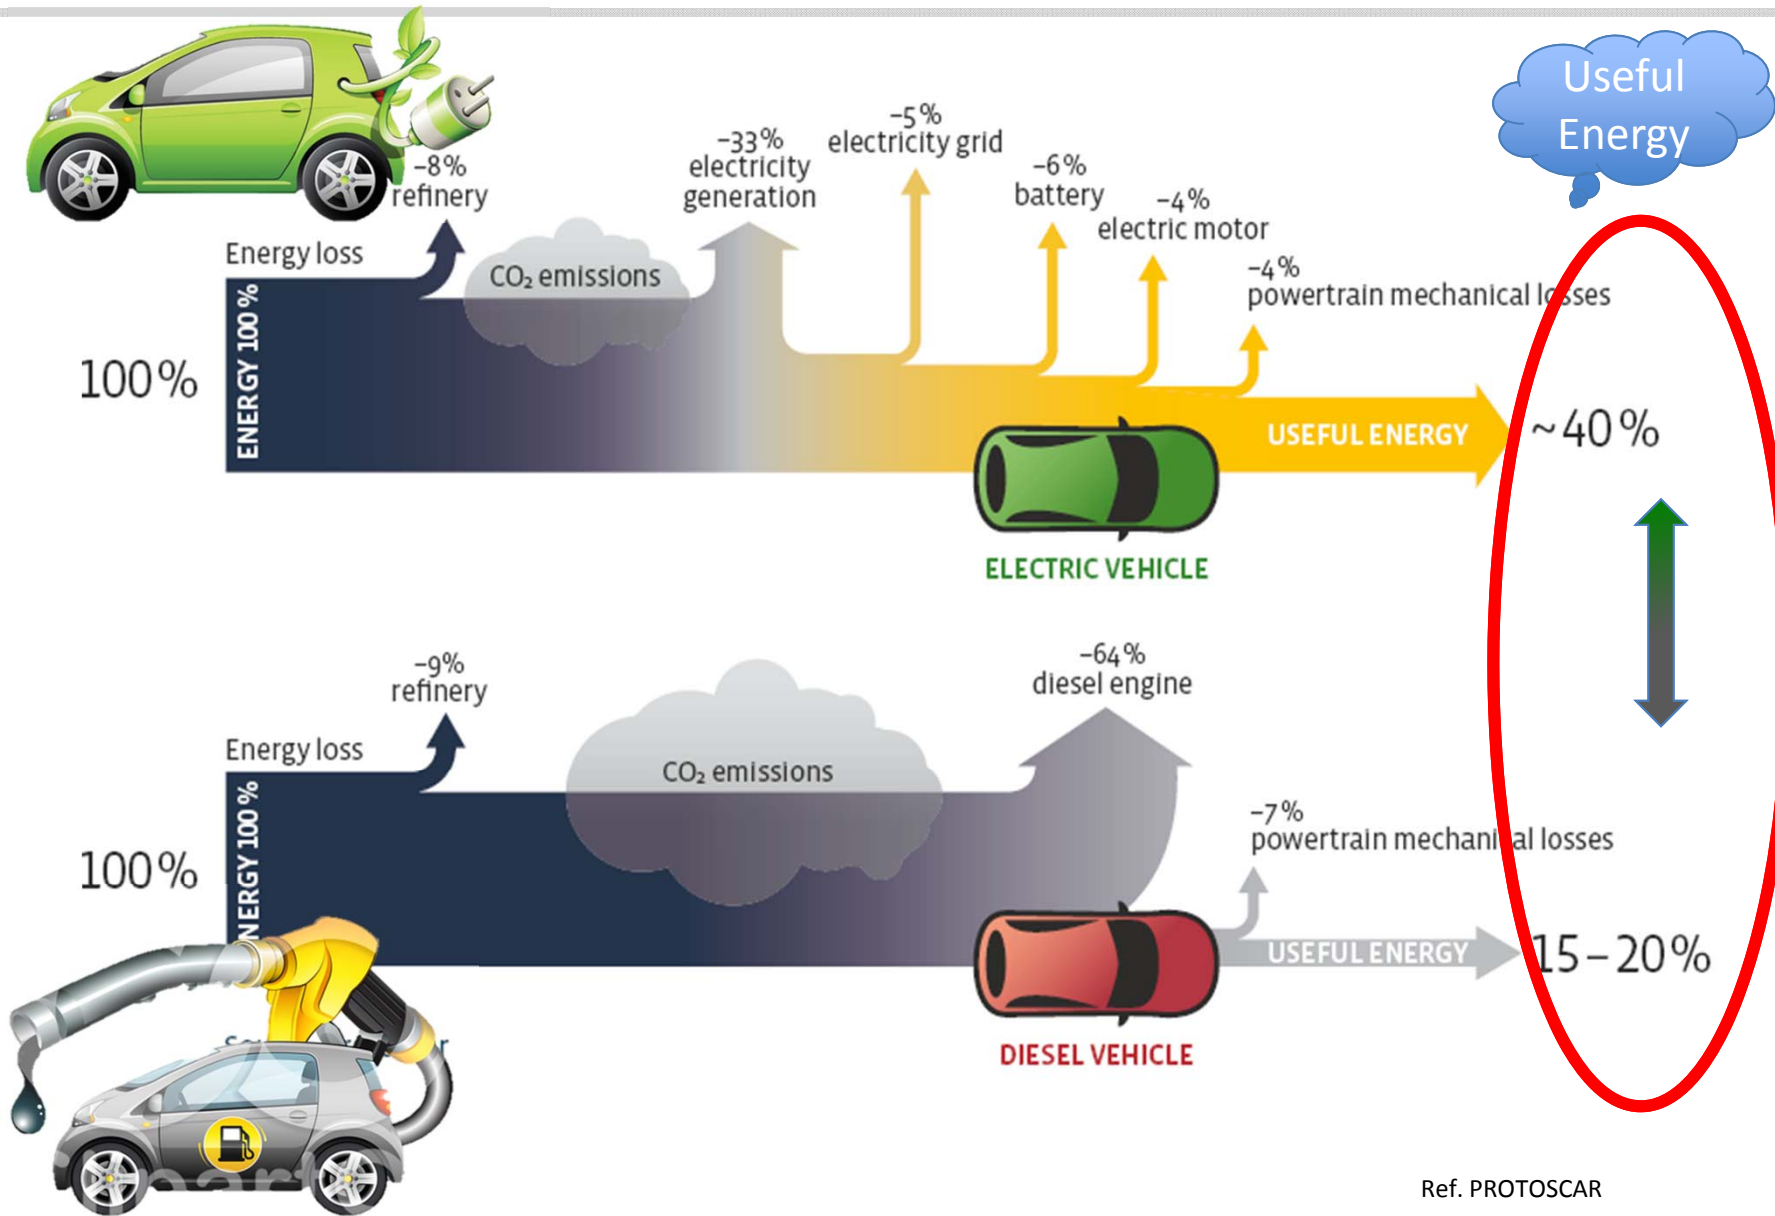 Useful
Energy
−8%
refinery
−33%
electricity
generation
−5%
electricity grid
−6%
battery
−4%
electric motor
−4%
powertrain mechanical losses
Energy loss
CO₂ emissions
ENERGY 100%
100%
USEFUL ENERGY
~40%
ELECTRIC VEHICLE
−9%
refinery
−64%
diesel engine
Energy loss
CO₂ emissions
−7%
powertrain mechanical losses
NERGY 100%
100%
USEFUL ENERGY
15–20%
DIESEL VEHICLE
Ref. PROTOSCAR